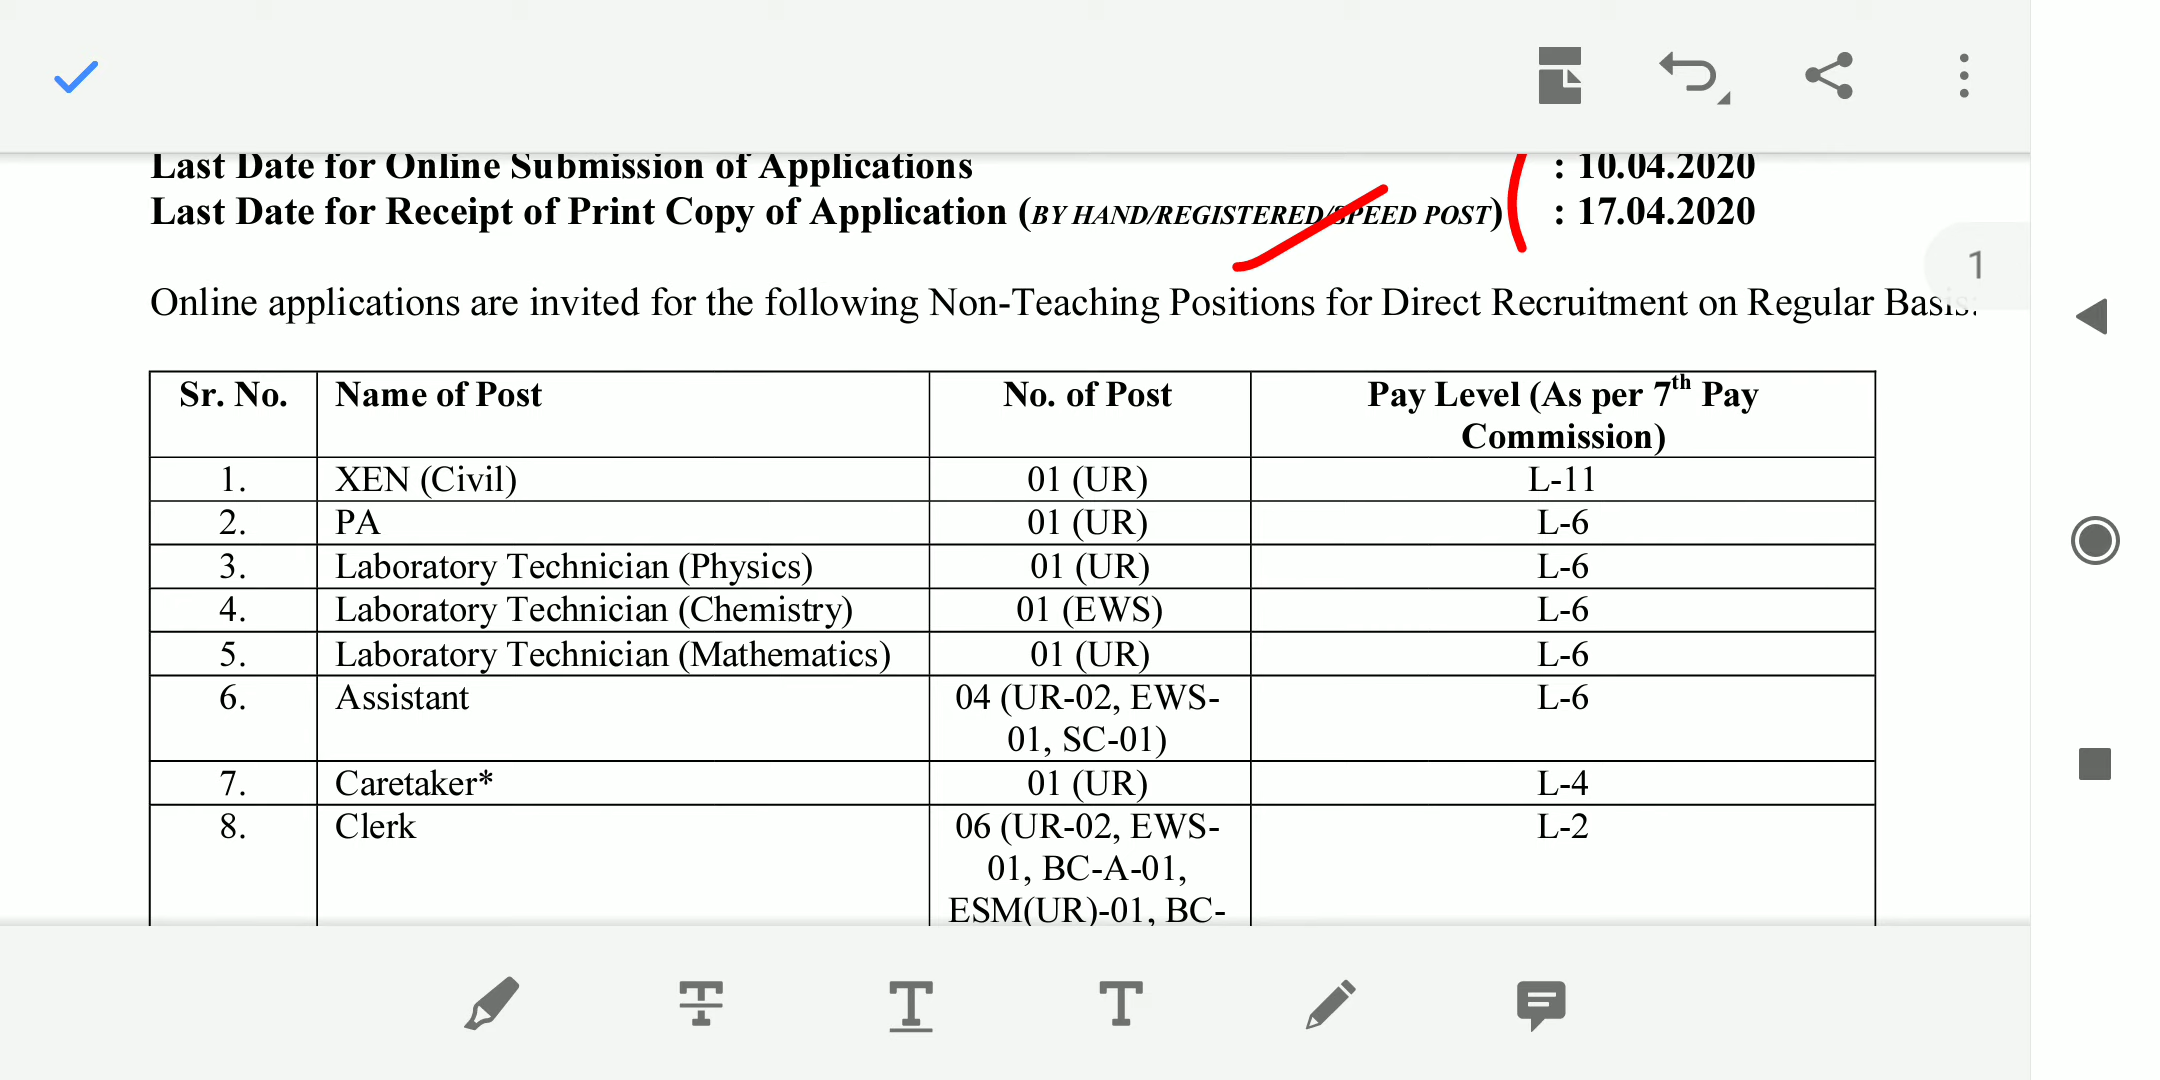 Last Date for Online Submission of Applications : 10.04.2020
Last Date for Receipt of Print Copy of Application (BY HAND/REGISTERED/SPEED POST) : 17.04.2020
1
Online applications are invited for the following Non-Teaching Positions for Direct Recruitment on Regular Basis:
Sr. No. Name of Post No. of Post Pay Level (As per 7th Pay
Commission)
1. XEN (Civil) 01 (UR) L-11
2. PA 01 (UR) L-6
3. Laboratory Technician (Physics) 01 (UR) L-6
4. Laboratory Technician (Chemistry) 01 (EWS) L-6
5. Laboratory Technician (Mathematics) 01 (UR) L-6
6. Assistant 04 (UR-02, EWS- L-6
01, SC-01)
7. Caretaker* 01 (UR) L-4
8. Clerk 06 (UR-02, EWS- L-2
01, BC-A-01,
ESM(UR)-01, BC-